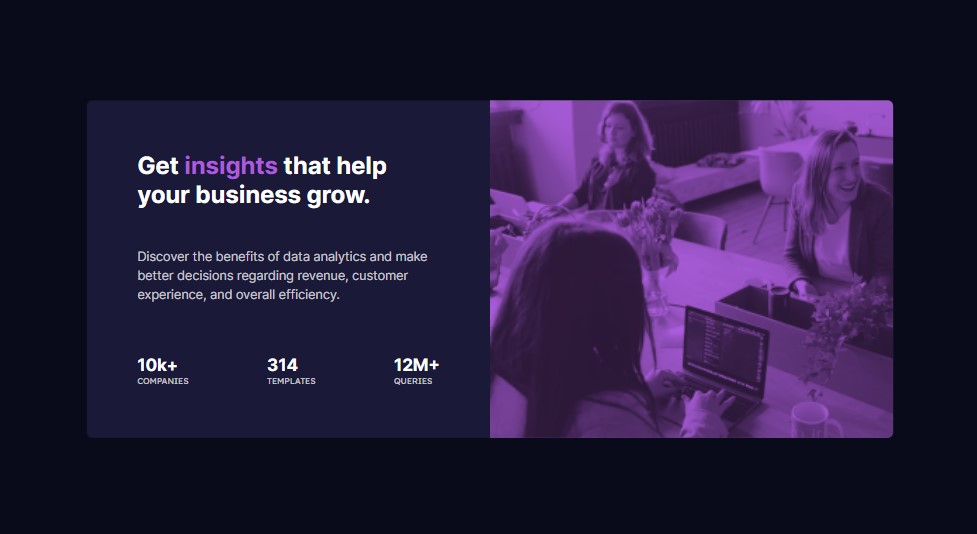 Get insights that help
your business grow.
Discover the benefits of data analytics and make
better decisions regarding revenue, customer
experience, and overall efficiency.
10k+ 314 12M+
COMPANIES TEMPLATES QUERIES